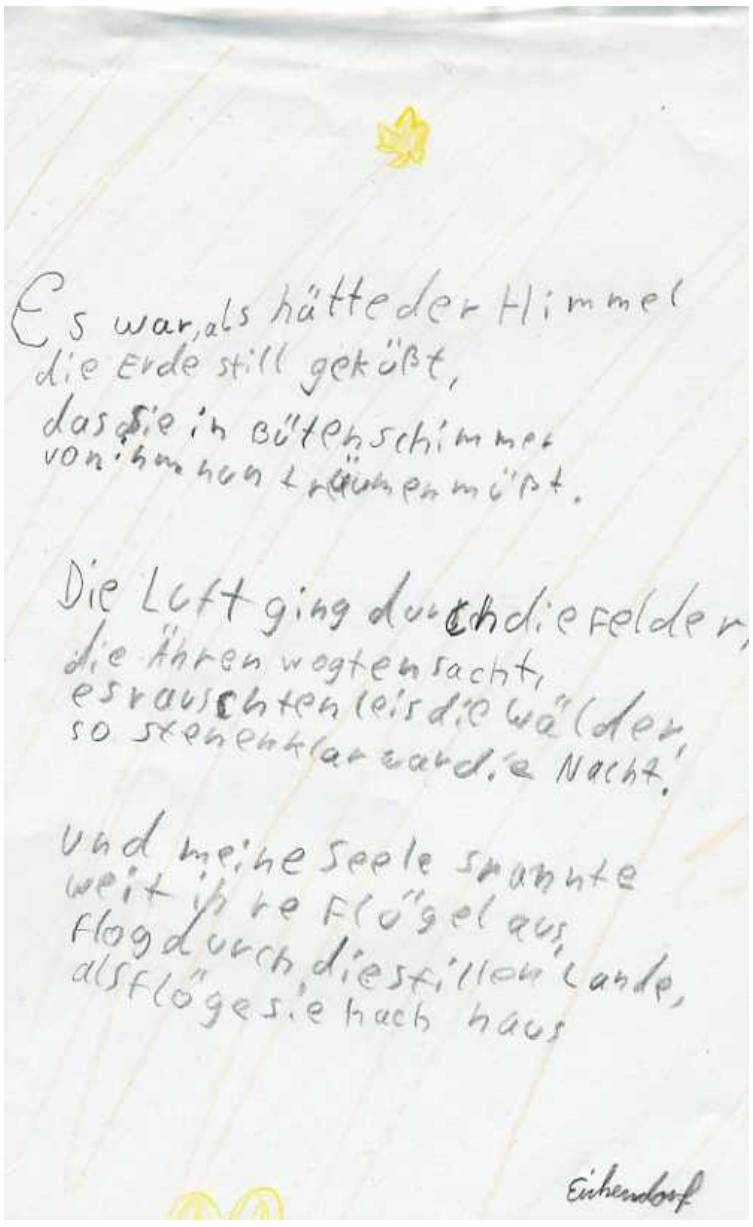 Es war, als hätte der Himmel
die Erde still geküßt,
das sie in Bütenschimmer
von ihm nun träumen müßt.
Die Luft ging durch die Felder,
die Ähren wogten sacht,
es rauschten leis die Wälder,
so sternenklar war die Nacht.
und meine Seele spannte
weit ihre Flügel aus,
Flog durch die stillen Lande,
als flöge sie nach haus
Eichendorf